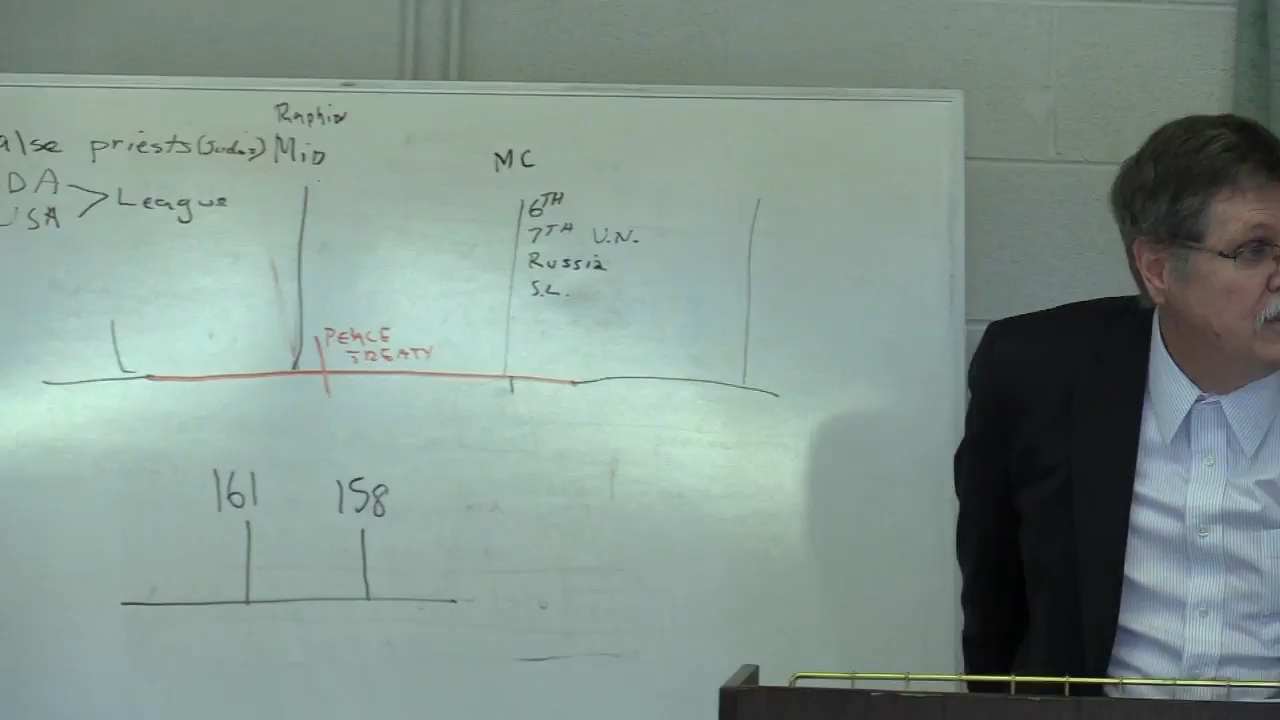 Raphia
alse priests (Judas) Mid
MC
DA
USA
League
6TH
7TH U.N.
Russia
S.L.
PEACE
TREATY
161 158